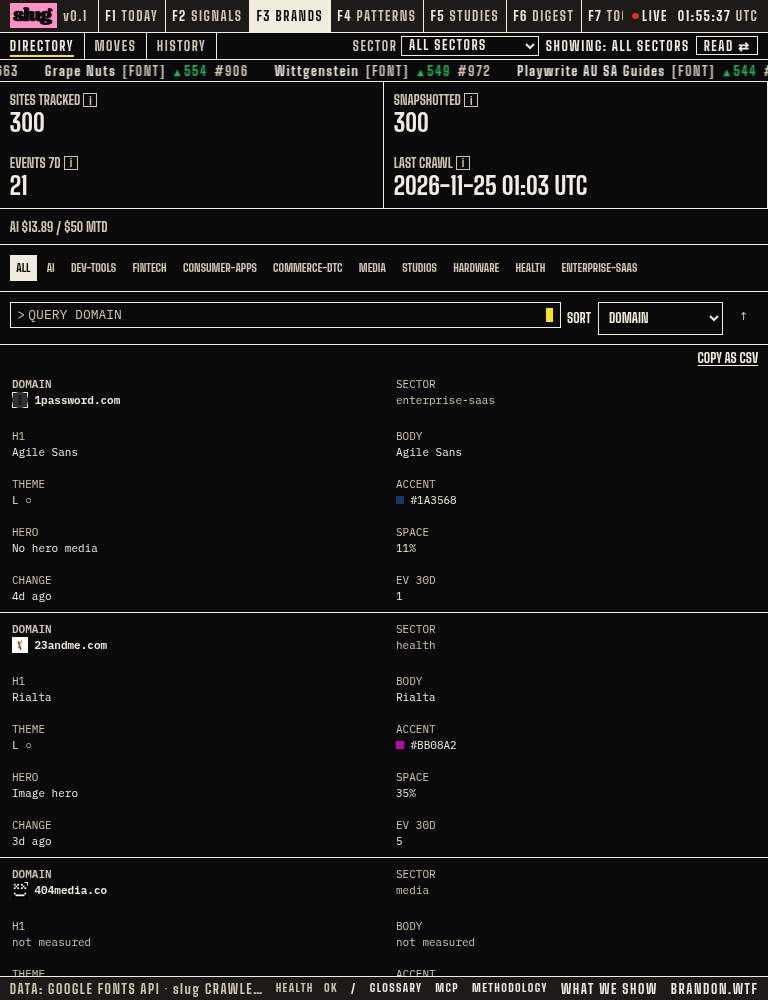 slug v0.1 F1 TODAY F2 SIGNALS F3 BRANDS F4 PATTERNS F5 STUDIES F6 DIGEST F7 LIVE 01:55:37 UTC
DIRECTORY MOVES HISTORY SECTOR ALL SECTORS SHOWING: ALL SECTORS READ ⇄
663 Grape Nuts [FONT] ▲554 #906 Wittgenstein [FONT] ▲549 #972 Playwrite AU SA Guides [FONT] ▲544
SITES TRACKED i SNAPSHOTTED i
300 300
EVENTS 7D i LAST CRAWL i
21 2026-11-25 01:03 UTC
AI $13.89 / $50 MTD
ALL AI DEV-TOOLS FINTECH CONSUMER-APPS COMMERCE-DTC MEDIA STUDIOS HARDWARE HEALTH ENTERPRISE-SAAS
> QUERY DOMAIN SORT DOMAIN ↑
COPY AS CSV
DOMAIN SECTOR
1password.com enterprise-saas
H1 BODY
Agile Sans Agile Sans
THEME ACCENT
L ○ #1A3568
HERO SPACE
No hero media 11%
CHANGE EV 30D
4d ago 1
DOMAIN SECTOR
23andme.com health
H1 BODY
Rialta Rialta
THEME ACCENT
L ○ #BB08A2
HERO SPACE
Image hero 35%
CHANGE EV 30D
3d ago 5
DOMAIN SECTOR
404media.co media
H1 BODY
not measured not measured
THEME ACCENT
DATA: GOOGLE FONTS API · slug CRAWLE… HEALTH OK / GLOSSARY MCP METHODOLOGY WHAT WE SHOW BRANDON.WTF